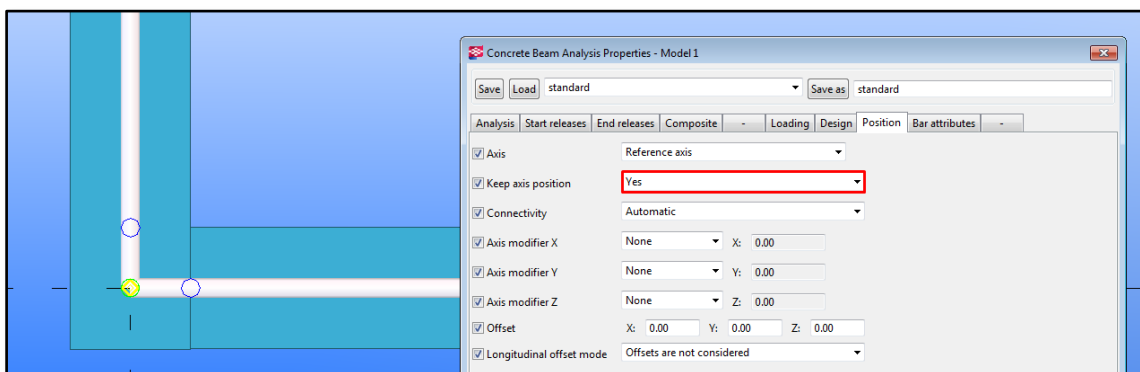 Concrete Beam Analysis Properties - Model 1
Save Load standard Save as standard
Analysis Start releases End releases Composite - Loading Design Position Bar attributes -
Axis Reference axis
Keep axis position Yes
Connectivity Automatic
Axis modifier X None X: 0.00
Axis modifier Y None Y: 0.00
Axis modifier Z None Z: 0.00
Offset X: 0.00 Y: 0.00 Z: 0.00
Longitudinal offset mode Offsets are not considered